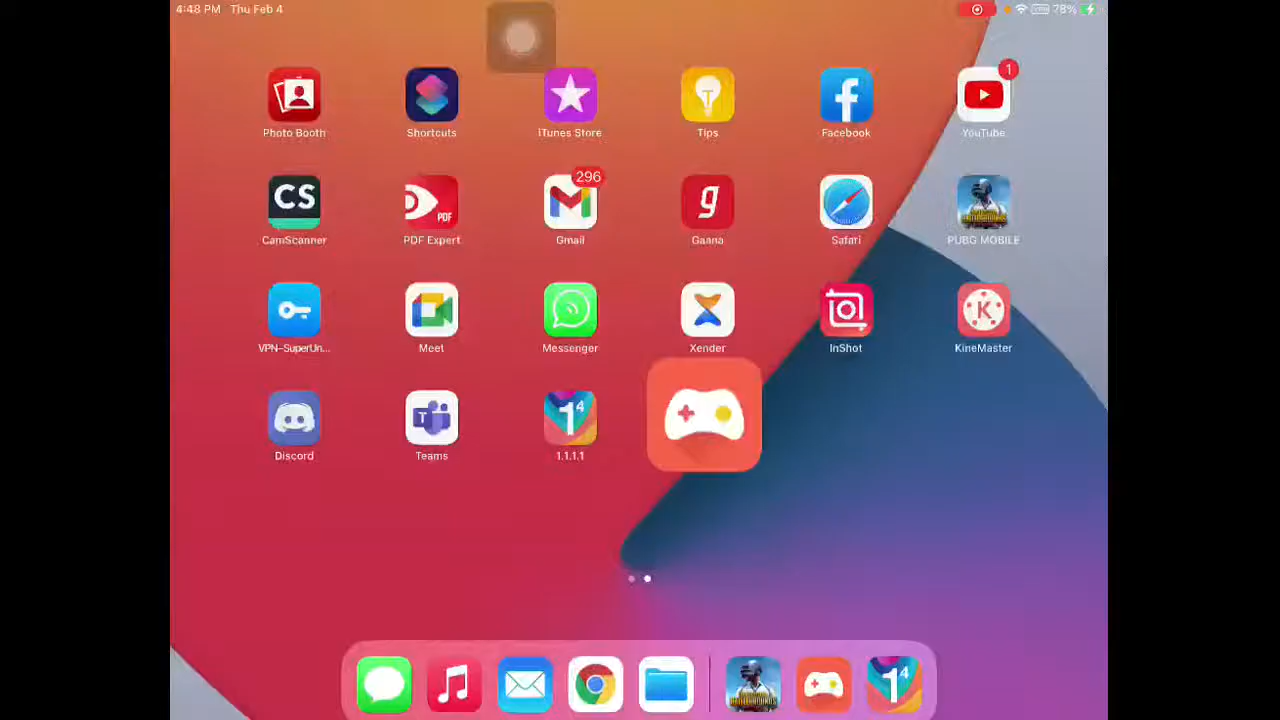 4:48 PM Thu Feb 4
VPN 78%
1
Photo Booth Shortcuts iTunes Store Tips Facebook YouTube
CS PDF 296 g
CamScanner PDF Expert Gmail Gaana Safari PUBG MOBILE
K
VPN-SuperUn... Meet Messenger Xender InShot KineMaster
T 1⁴
Discord Teams 1.1.1.1
1⁴